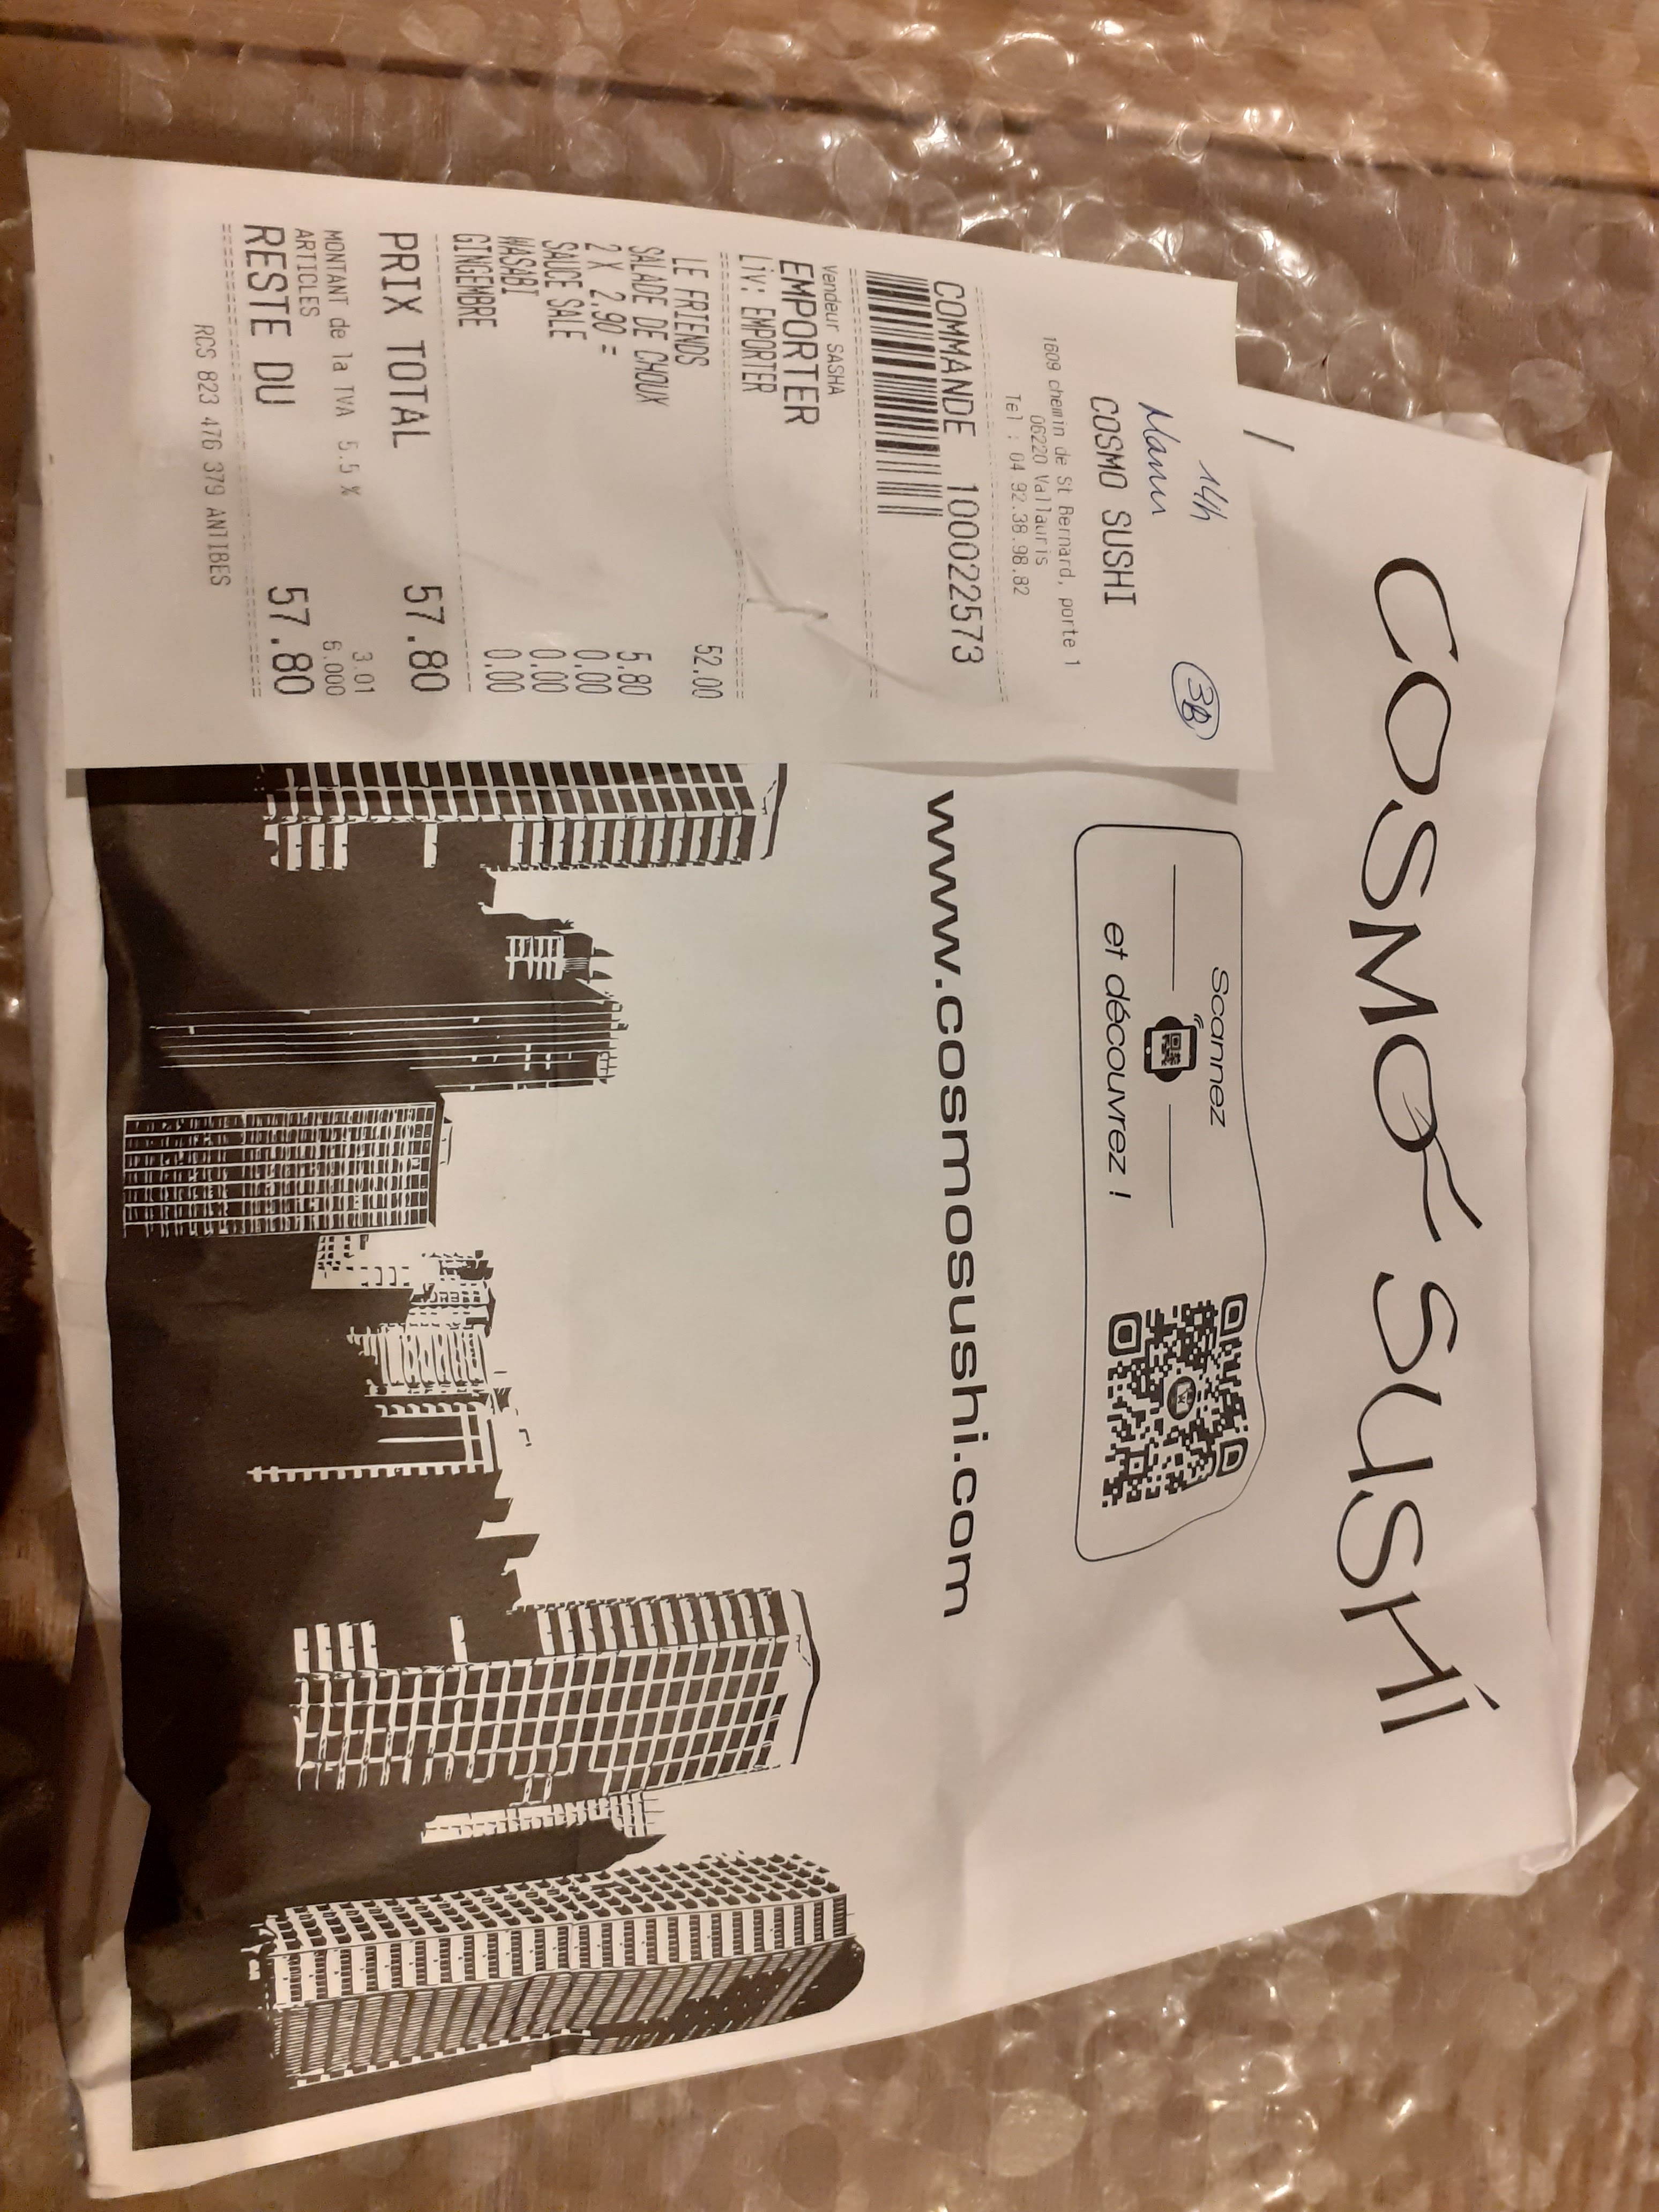 14h
3B
COSMO SUSHI
1609 chemin de St Bernard, porte 1
06220 Vallauris
Tel : 04.92.38.98.82
COMMANDE 100022573
Vendeur SASHA
EMPORTER
Liv: EMPORTER
LE FRIENDS 52.00
SALADE DE CHOUX
2 X 2.90 = 5.80
SAUCE SALE 0.00
WASABI 0.00
GINGEMBRE 0.00
PRIX TOTAL 57.80
MONTANT de la TVA 5.5 % 3.01
ARTICLES 6.000
RESTE DU 57.80
RCS 823 476 379 ANTIBES
COSMO SUSHI
Scannez
et découvrez !
www.cosmosushi.com